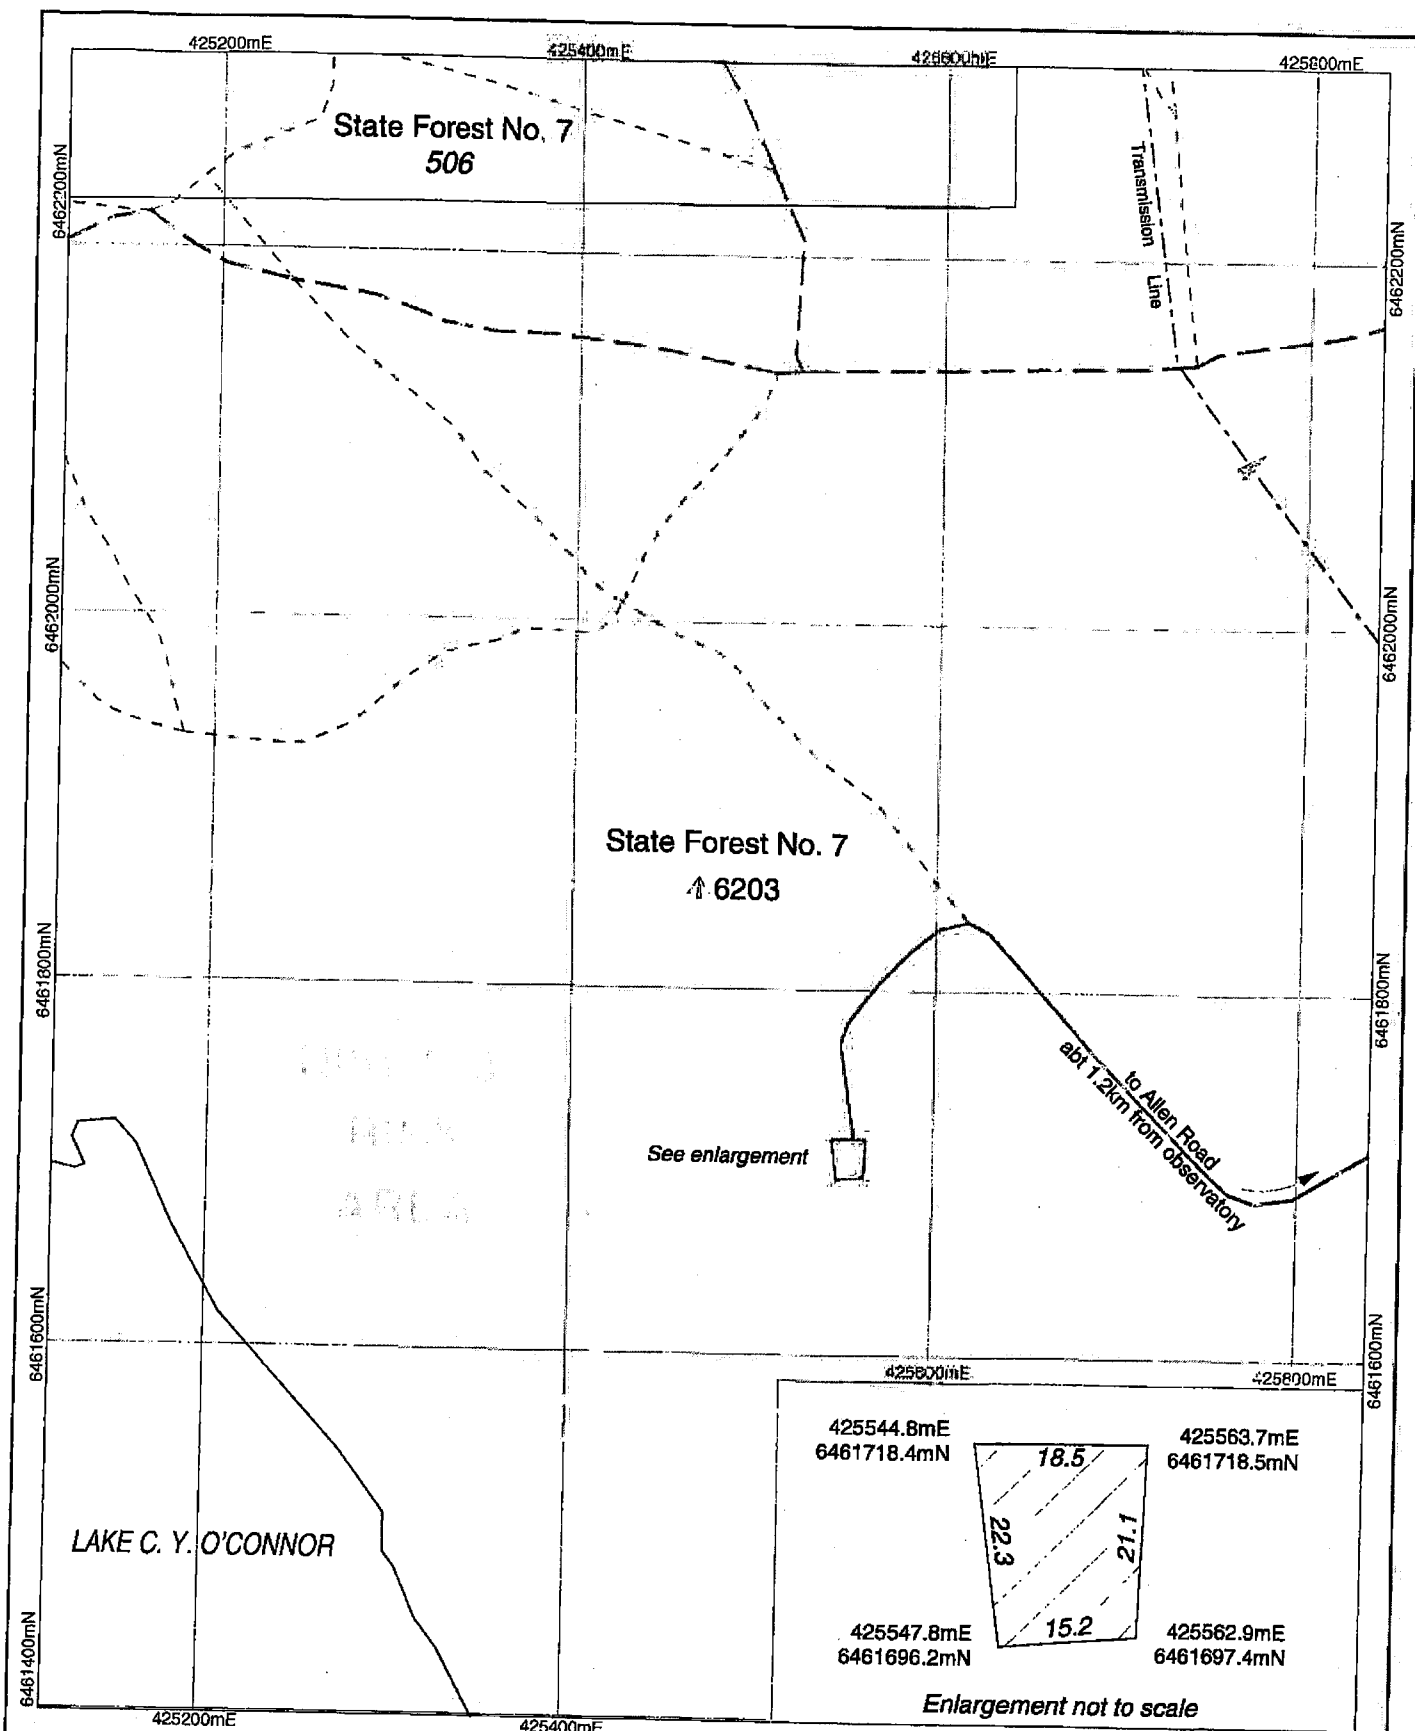 425200mE
425400mE
425600mE
425800mE
State Forest No. 7
506
6462200mN
Transmission Line
6462200mN
6462000mN
6462000mN
State Forest No. 7
6203
6461800mN
6461800mN
to Allen Road
abt 1.2km from observatory
See enlargement
AREA
6461600mN
6461600mN
425600mE
425800mE
425544.8mE
6461718.4mN
18.5
425563.7mE
6461718.5mN
22.3
21.1
LAKE C. Y. O'CONNOR
425547.8mE
6461696.2mN
15.2
425562.9mE
6461697.4mN
Enlargement not to scale
6461400mN
425200mE
425400mE